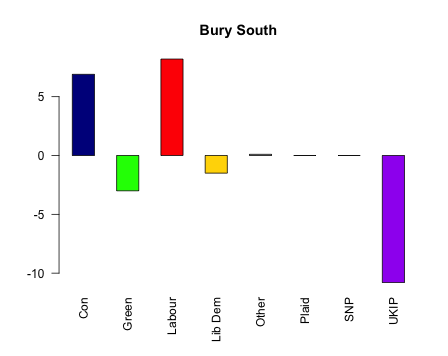 Bury South
5
0
-5
-10
Con
Green
Labour
Lib Dem
Other
Plaid
SNP
UKIP